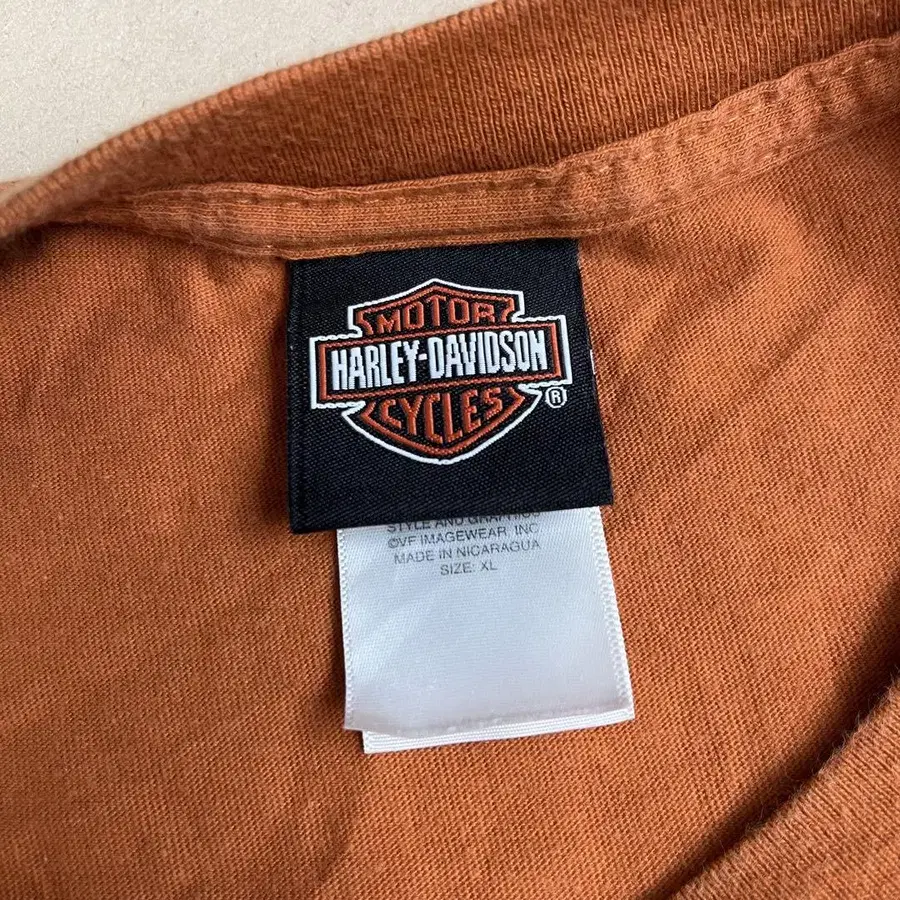 MOTOR
HARLEY-DAVIDSON
CYCLES
®
STYLE AND GRAPHICS
©VF IMAGEWEAR, INC
MADE IN NICARAGUA
SIZE: XL